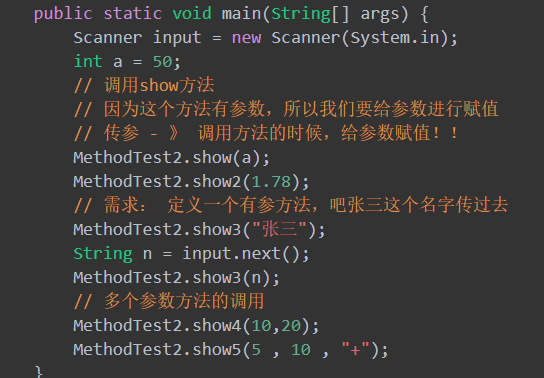 public static void main(String[] args) {
Scanner input = new Scanner(System.in);
int a = 50;
// 调用show方法
// 因为这个方法有参数，所以我们要给参数进行赋值
// 传参 - 》 调用方法的时候，给参数赋值！！
MethodTest2.show(a);
MethodTest2.show2(1.78);
// 需求： 定义一个有参方法，吧张三这个名字传过去
MethodTest2.show3("张三");
String n = input.next();
MethodTest2.show3(n);
// 多个参数方法的调用
MethodTest2.show4(10,20);
MethodTest2.show5(5 , 10 , "+");
}